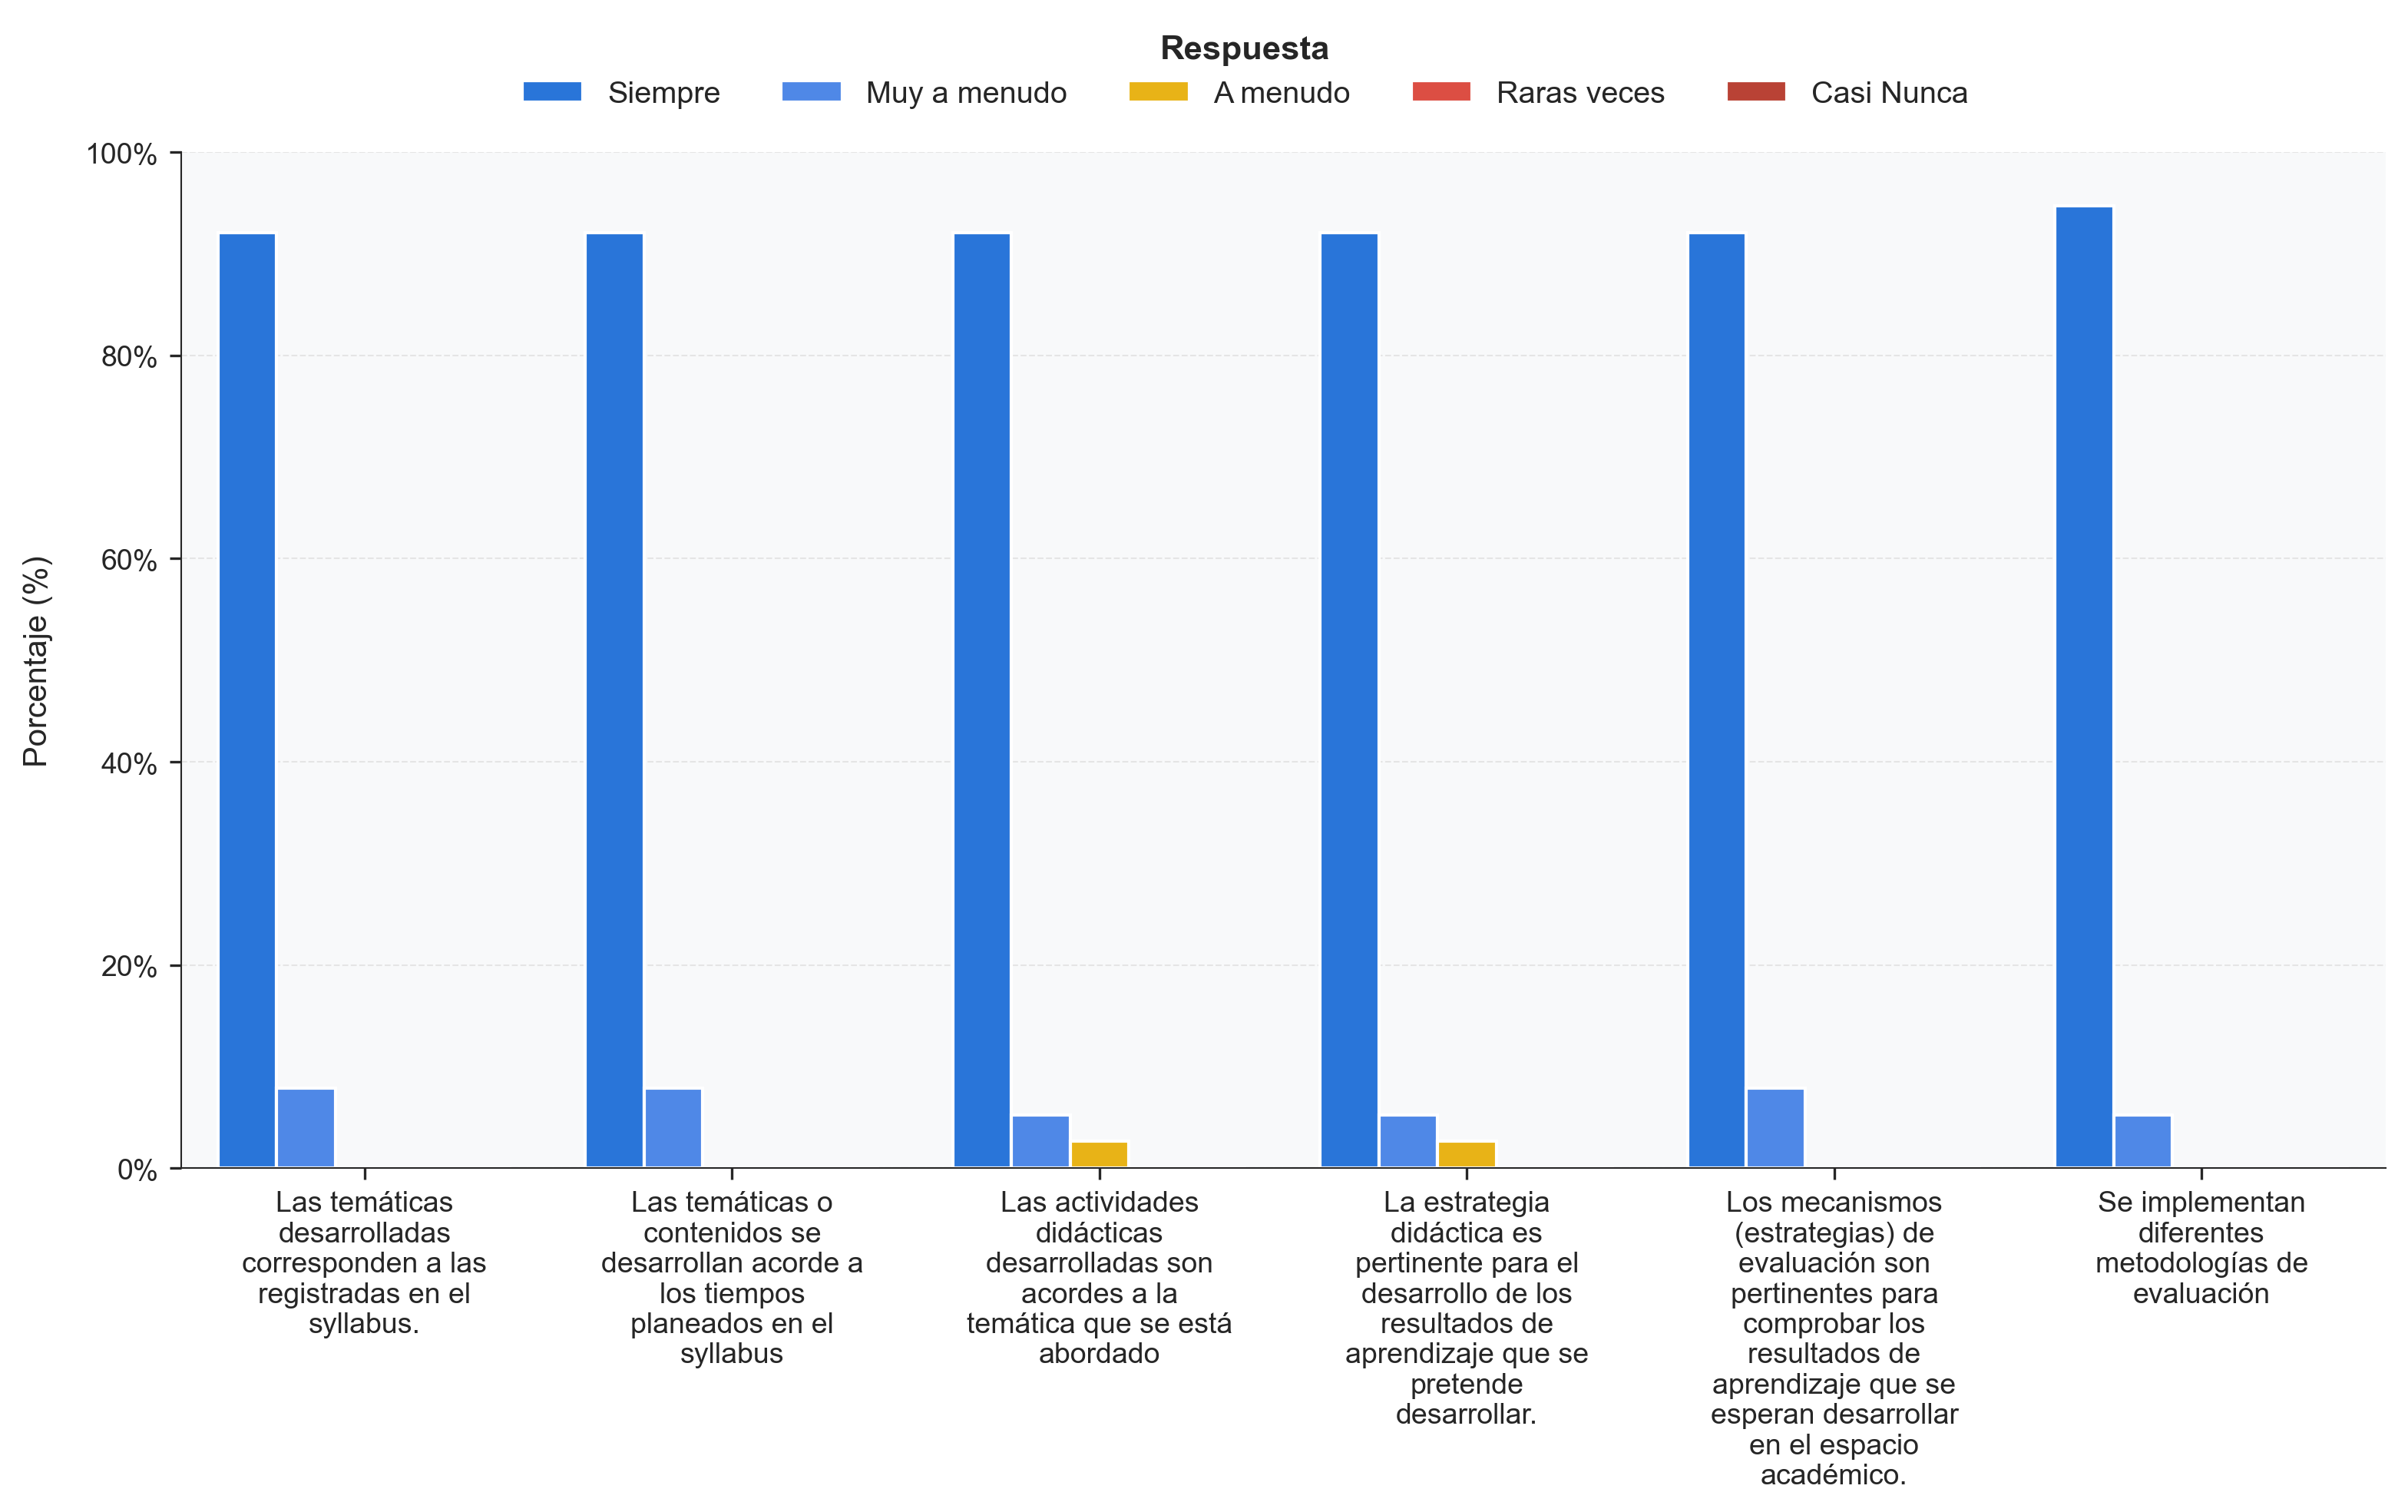 Respuesta
Siempre
Muy a menudo
A menudo
Raras veces
Casi Nunca
Porcentaje (%)
100%
80%
60%
40%
20%
0%
Las temáticas
desarrolladas
corresponden a las
registradas en el
syllabus.
Las temáticas o
contenidos se
desarrollan acorde a
los tiempos
planeados en el
syllabus
Las actividades
didácticas
desarrolladas son
acordes a la
temática que se está
abordado
La estrategia
didáctica es
pertinente para el
desarrollo de los
resultados de
aprendizaje que se
pretende
desarrollar.
Los mecanismos
(estrategias) de
evaluación son
pertinentes para
comprobar los
resultados de
aprendizaje que se
esperan desarrollar
en el espacio
académico.
Se implementan
diferentes
metodologías de
evaluación